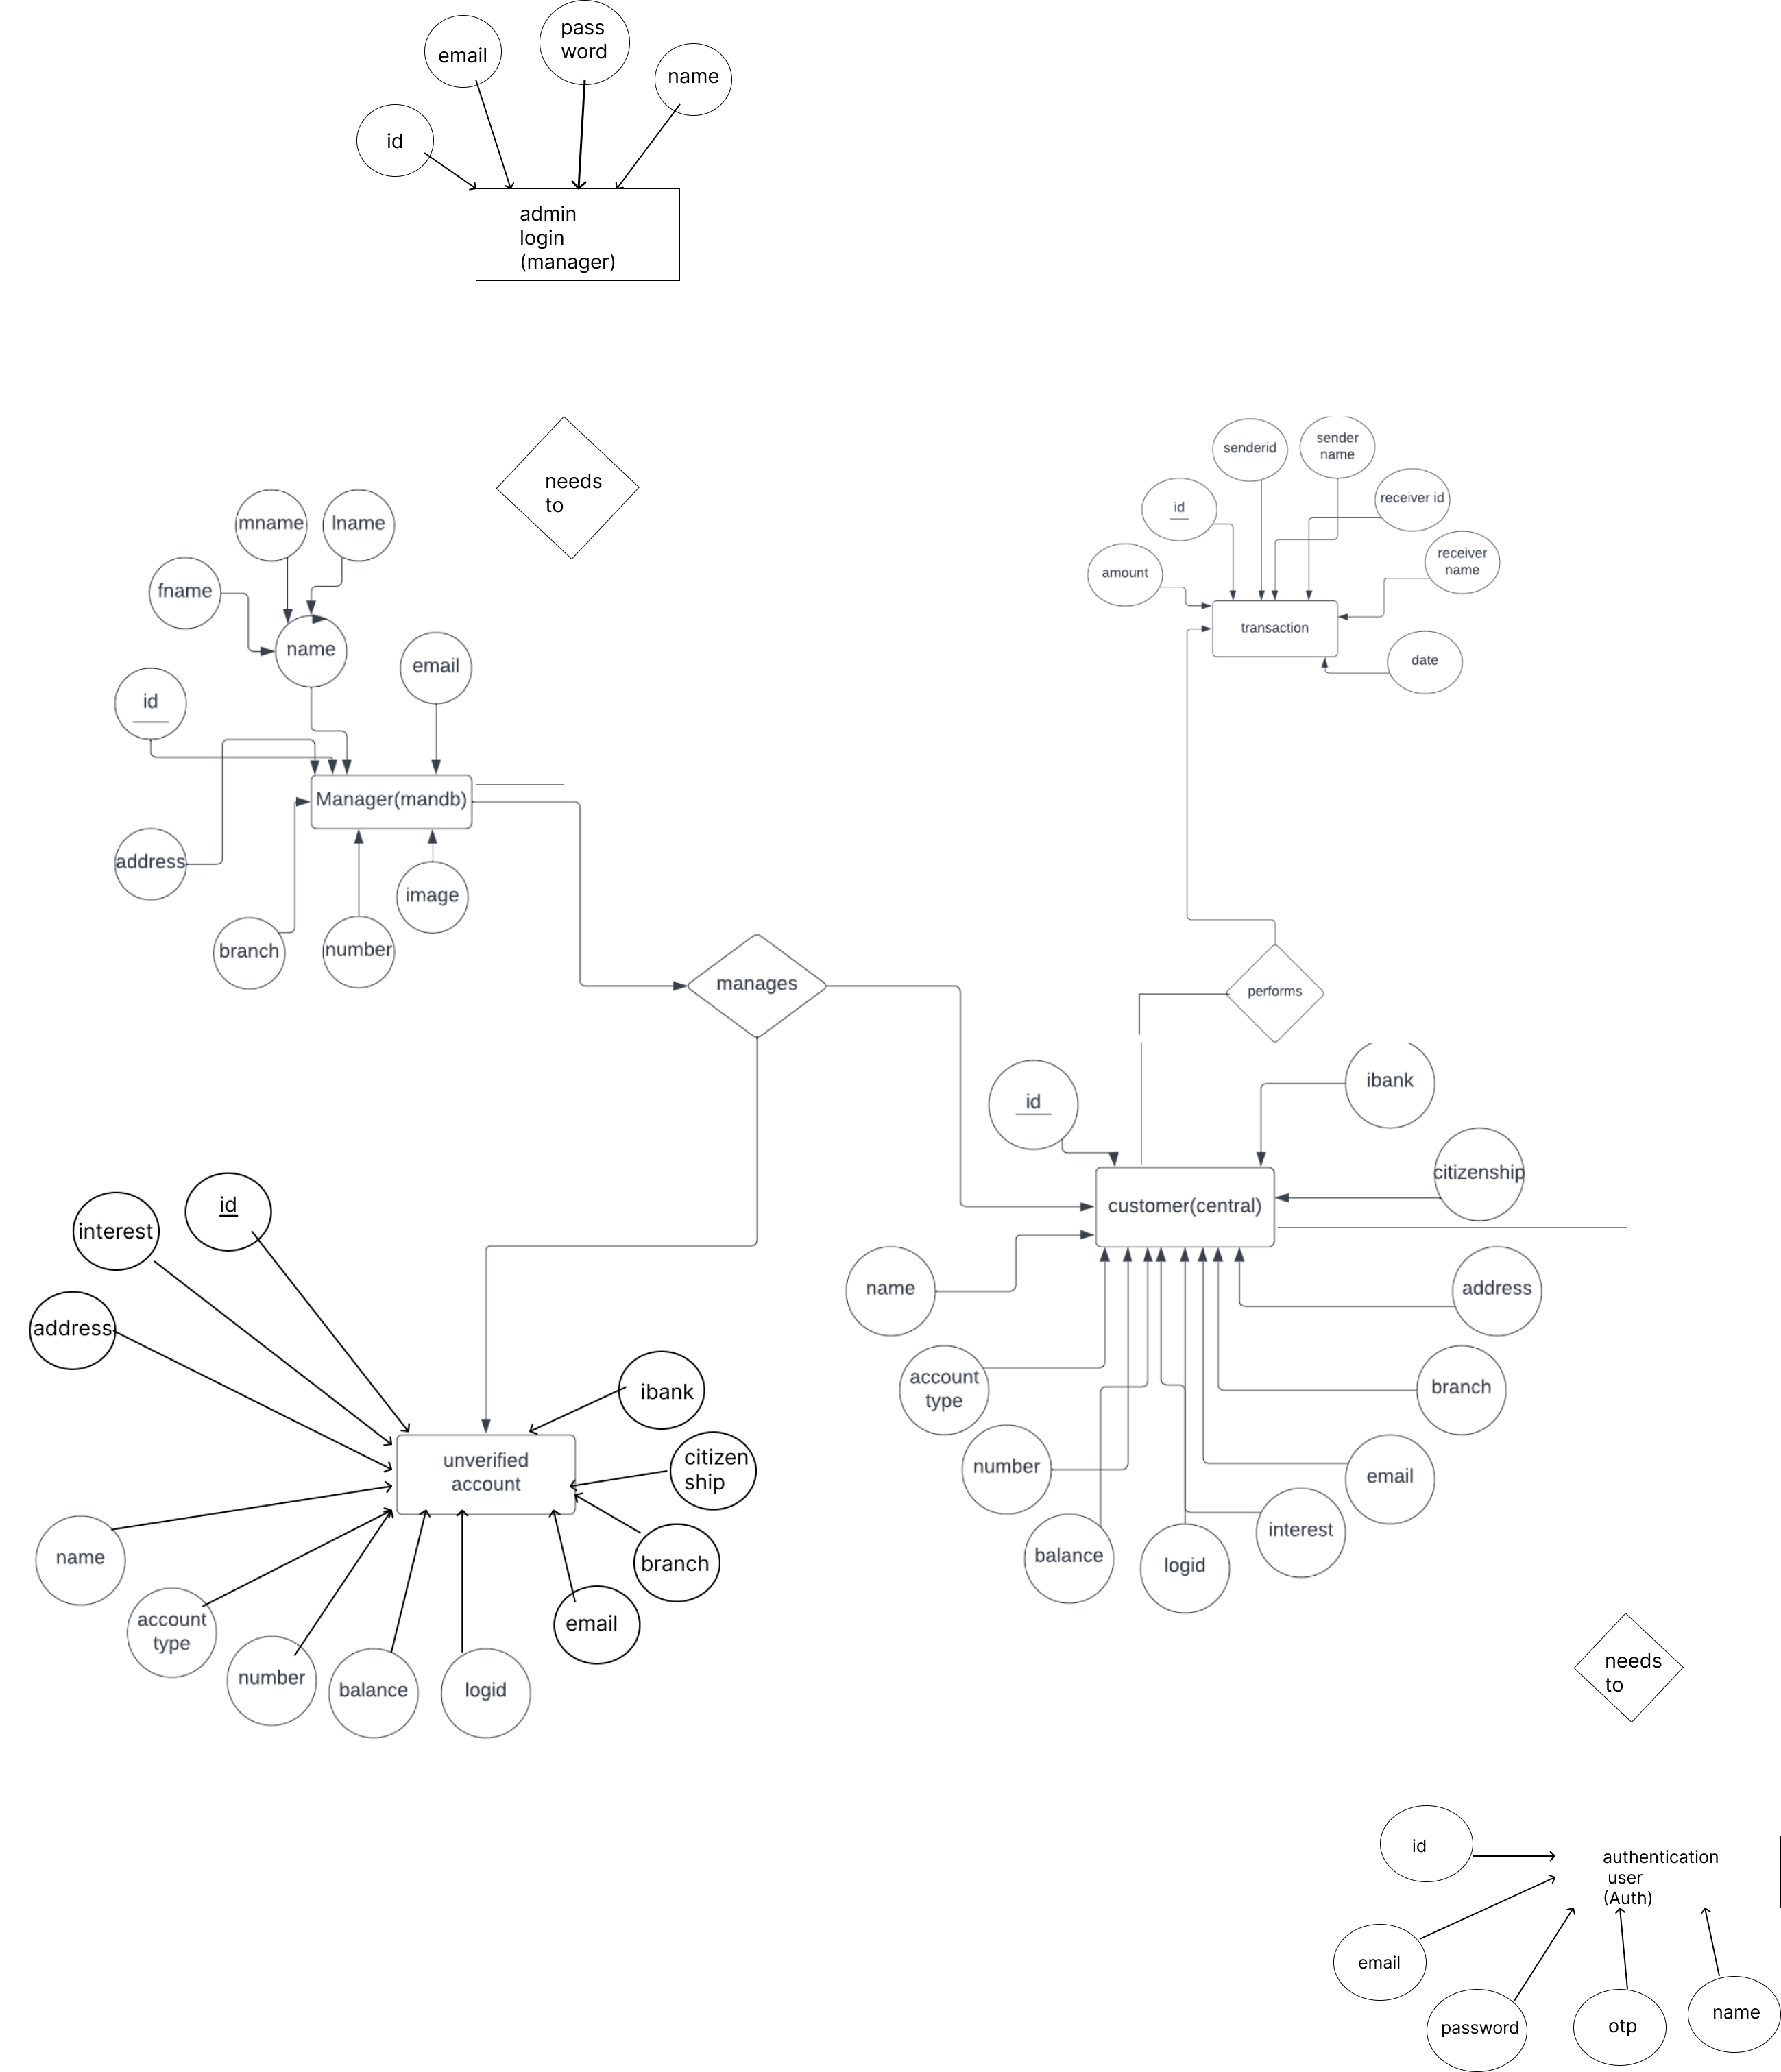 pass
word
email
name
id
admin
login
(manager)
needs
to
mname
lname
fname
name
email
id
Manager(mandb)
address
image
branch
number
senderid
sender
name
receiver id
id
receiver
name
amount
transaction
date
manages
performs
id
ibank
citizenship
customer(central)
name
address
account
type
branch
number
email
interest
balance
logid
id
interest
address
ibank
unverified
account
citizen
ship
name
branch
account
type
email
number
balance
logid
needs
to
id
authentication
user
(Auth)
email
password
otp
name